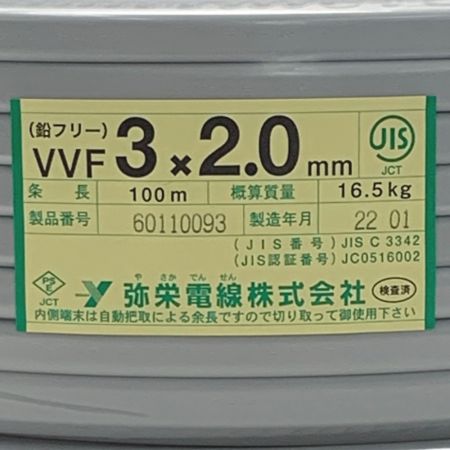 (鉛フリー)
VVF 3×2.0 mm
JIS
JCT
条長 100m 概算質量 16.5kg
製品番号 60110093 製造年月 22 01
(JIS番号) JIS C 3342
(JIS認証番号) JC0516002
PS
E
JCT
やさかでんせん
弥栄電線株式会社
検査済
内側端末は自動把取による余長ですので切り取って御使用下さい